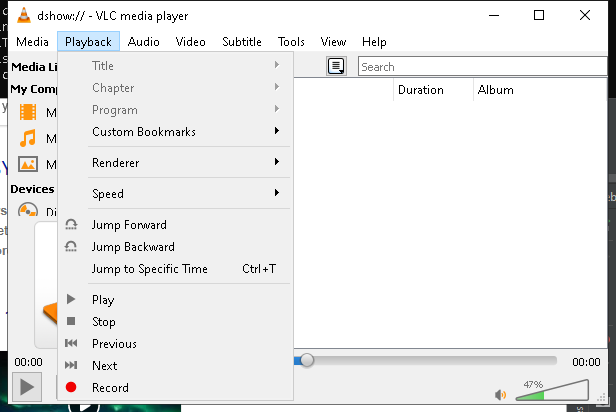 dshow:// - VLC media player
Media Playback Audio Video Subtitle Tools View Help
Media Li
Search
My Comp
Duration Album
M
M
M
Devices
Di
Title
Chapter
Program
Custom Bookmarks
Renderer
Speed
Jump Forward
Jump Backward
Jump to Specific Time Ctrl+T
Play
Stop
Previous
Next
Record
00:00
00:00
47%